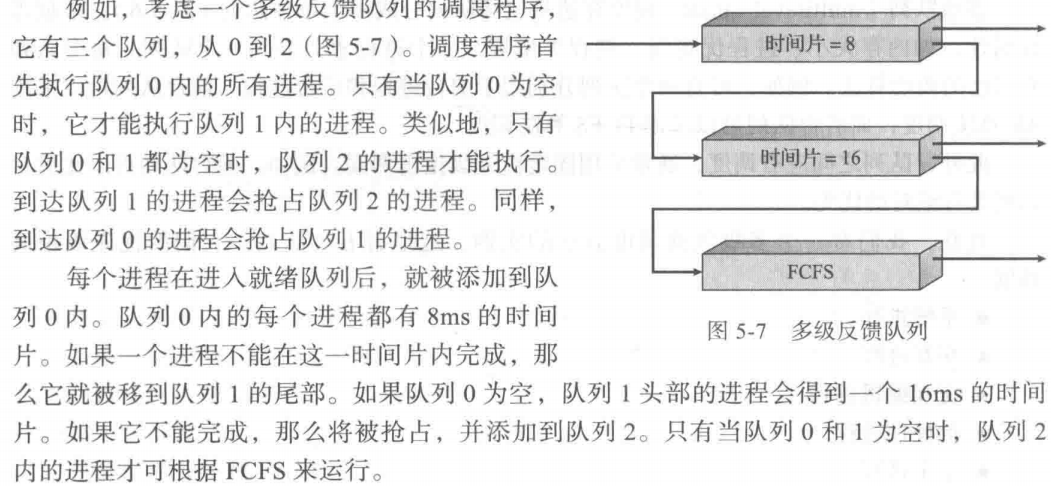 例如，考虑一个多级反馈队列的调度程序，
它有三个队列，从 0 到 2（图 5-7）。调度程序首
先执行队列 0 内的所有进程。只有当队列 0 为空
时，它才能执行队列 1 内的进程。类似地，只有
队列 0 和 1 都为空时，队列 2 的进程才能执行。
到达队列 1 的进程会抢占队列 2 的进程。同样，
到达队列 0 的进程会抢占队列 1 的进程。
每个进程在进入就绪队列后，就被添加到队
列 0 内。队列 0 内的每个进程都有 8ms 的时间
片。如果一个进程不能在这一时间片内完成，那
么它就被移到队列 1 的尾部。如果队列 0 为空，队列 1 头部的进程会得到一个 16ms 的时间
片。如果它不能完成，那么将被抢占，并添加到队列 2。只有当队列 0 和 1 为空时，队列 2
内的进程才可根据 FCFS 来运行。
时间片 = 8
时间片 = 16
FCFS
图 5-7 多级反馈队列